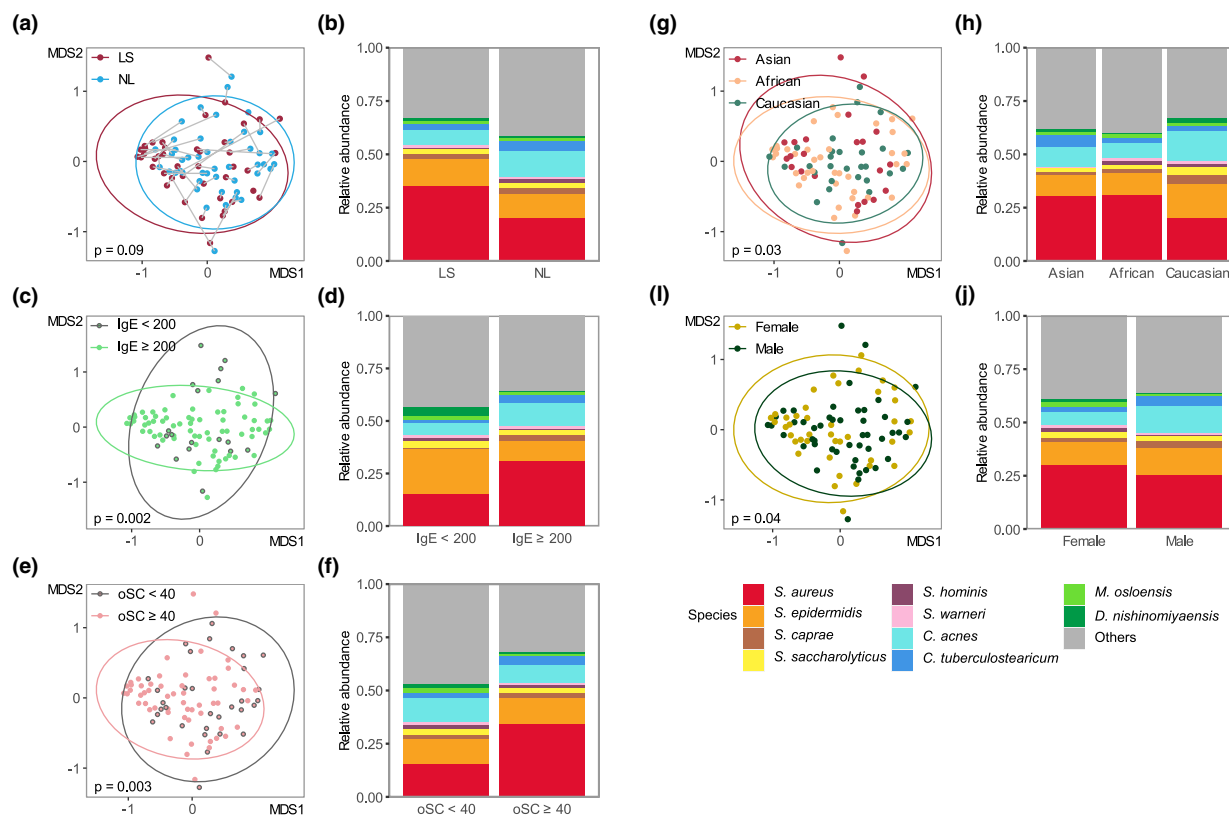 (a)
MDS2
LS
NL
1
0
-1
p = 0.09
-1
0
MDS1
(b)
Relative abundance
1.00
0.75
0.50
0.25
0.00
LS
NL
(c)
MDS2
IgE < 200
IgE ≥ 200
1
0
-1
p = 0.002
-1
0
MDS1
(d)
Relative abundance
1.00
0.75
0.50
0.25
0.00
IgE < 200
IgE ≥ 200
(e)
MDS2
oSC < 40
oSC ≥ 40
1
0
-1
p = 0.003
-1
0
MDS1
(f)
Relative abundance
1.00
0.75
0.50
0.25
0.00
oSC < 40
oSC ≥ 40
(g)
MDS2
Asian
African
Caucasian
1
0
-1
p = 0.03
-1
0
MDS1
(h)
Relative abundance
1.00
0.75
0.50
0.25
0.00
Asian
African
Caucasian
(I)
MDS2
Female
Male
1
0
-1
p = 0.04
-1
0
MDS1
(j)
Relative abundance
1.00
0.75
0.50
0.25
0.00
Female
Male
Species
S. aureus
S. epidermidis
S. caprae
S. saccharolyticus
S. hominis
S. warneri
C. acnes
C. tuberculostearicum
M. osloensis
D. nishinomiyaensis
Others